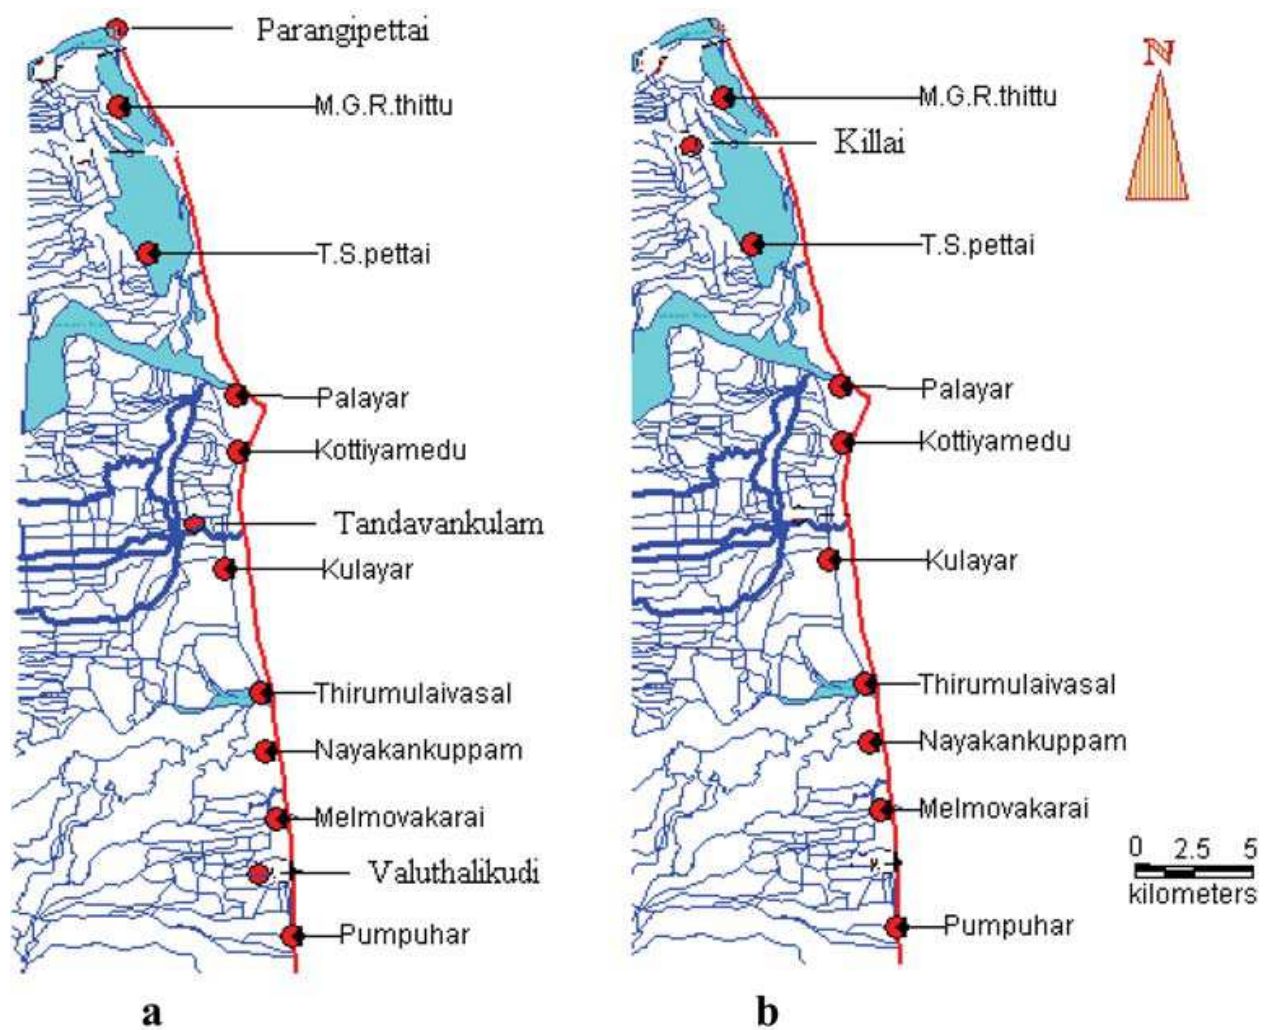 Parangipettai
M.G.R.thittu
T.S.pettai
Palayar
Kottiyamedu
Tandavankulam
Kulayar
Thirumulaivasal
Nayakankuppam
Melmovakarai
Valuthalikudi
Pumpuhar
a
M.G.R.thittu
Killai
T.S.pettai
Palayar
Kottiyamedu
Kulayar
Thirumulaivasal
Nayakankuppam
Melmovakarai
Pumpuhar
b
N
0 2.5 5
kilometers